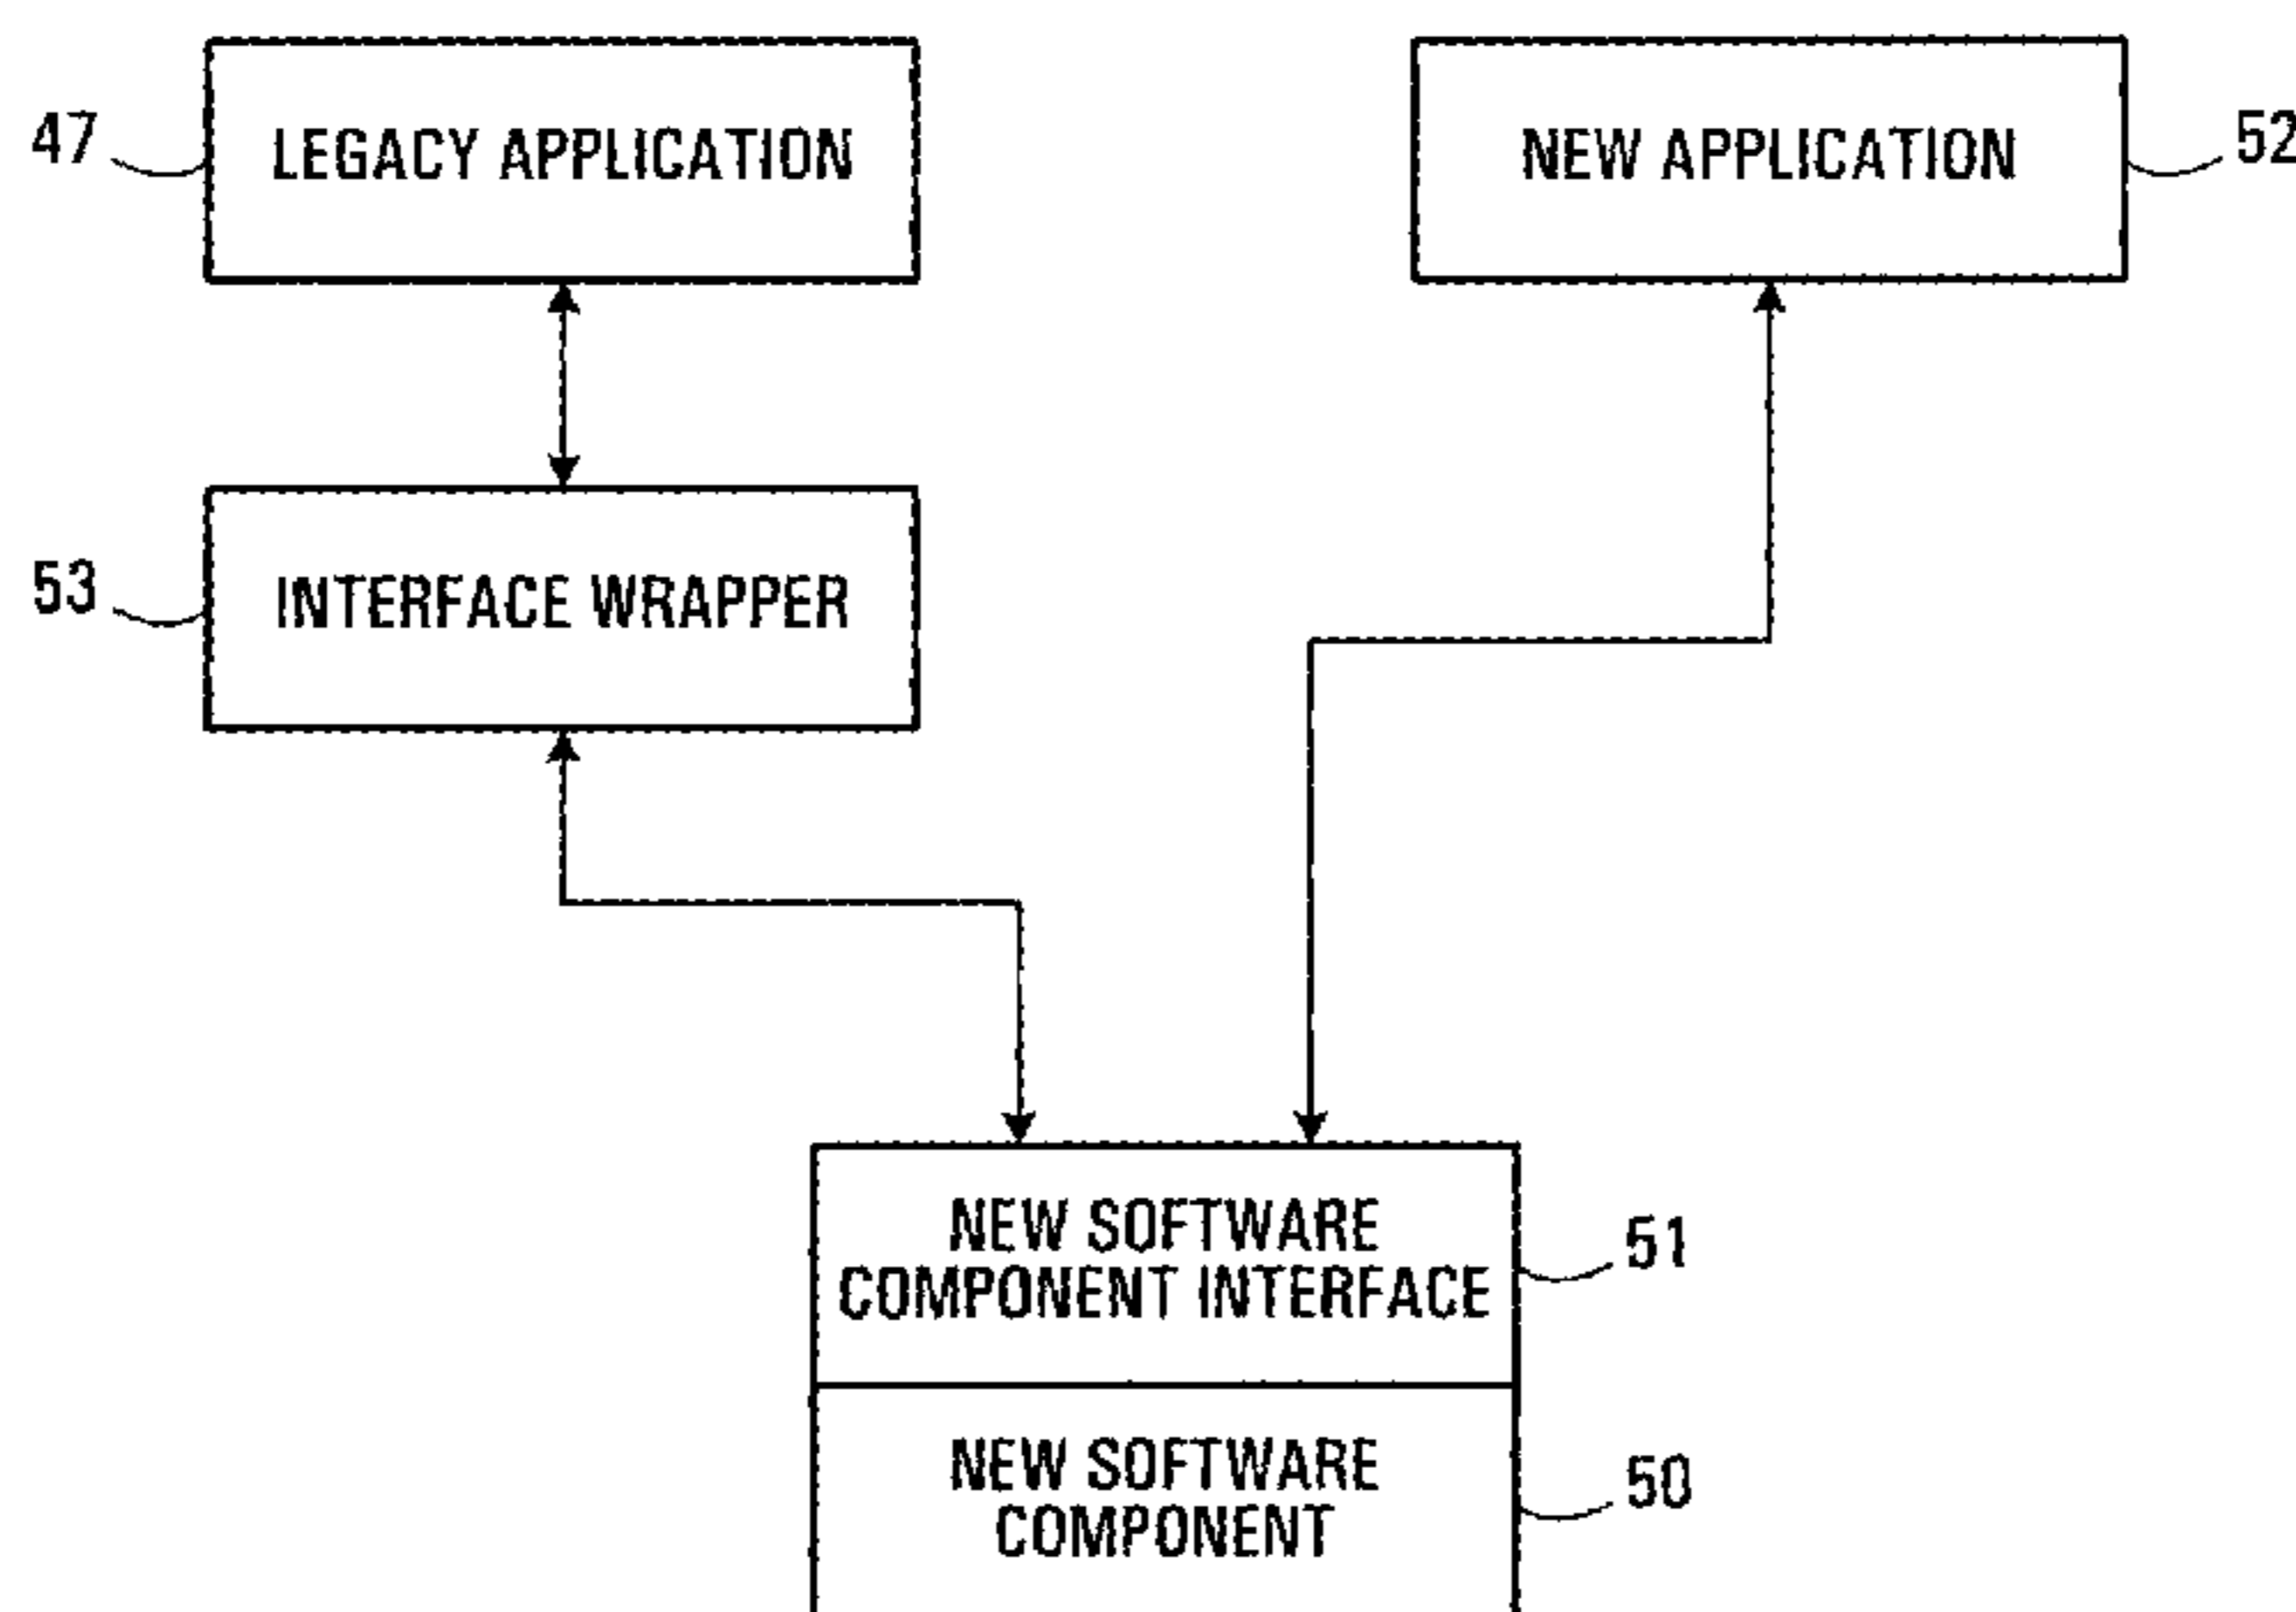 47
LEGACY APPLICATION
NEW APPLICATION
52
53
INTERFACE WRAPPER
NEW SOFTWARE
COMPONENT INTERFACE
51
NEW SOFTWARE
COMPONENT
50